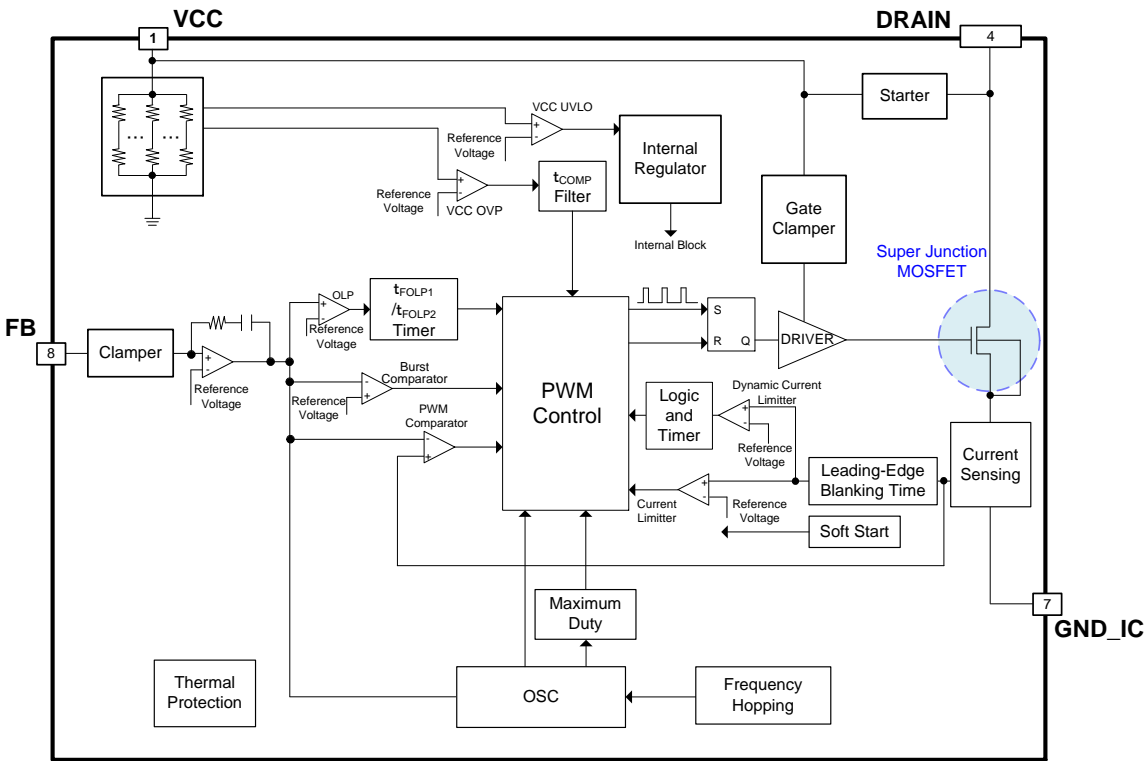 VCC
DRAIN
1
4
Starter
VCC UVLO
+
-
Reference
Voltage
Internal
Regulator
... ...
+
-
Reference
Voltage
VCC OVP
tCOMP
Filter
Internal Block
Gate
Clamper
Super Junction
MOSFET
FB
8
Clamper
+
-
Reference
Voltage
OLP
+
-
Reference
Voltage
tFOLP1
/tFOLP2
Timer
Burst
Comparator
-
+
Reference
Voltage
PWM
Comparator
-
+
PWM
Control
S
R Q
DRIVER
Dynamic Current
Limitter
Logic
and
Timer
+
-
Reference
Voltage
Current
Limitter
+
-
Reference
Voltage
Leading-Edge
Blanking Time
Soft Start
Current
Sensing
7
GND_IC
Maximum
Duty
Thermal
Protection
OSC
Frequency
Hopping